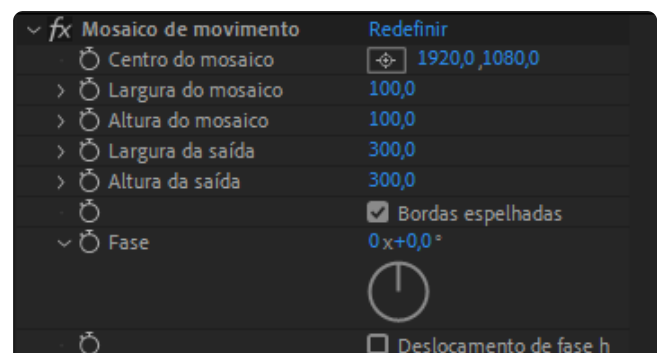 fx Mosaico de movimento Redefinir
Centro do mosaico 1920,0 ,1080,0
Largura do mosaico 100,0
Altura do mosaico 100,0
Largura da saída 300,0
Altura da saída 300,0
Bordas espelhadas
Fase 0 x+0,0 °
Deslocamento de fase h